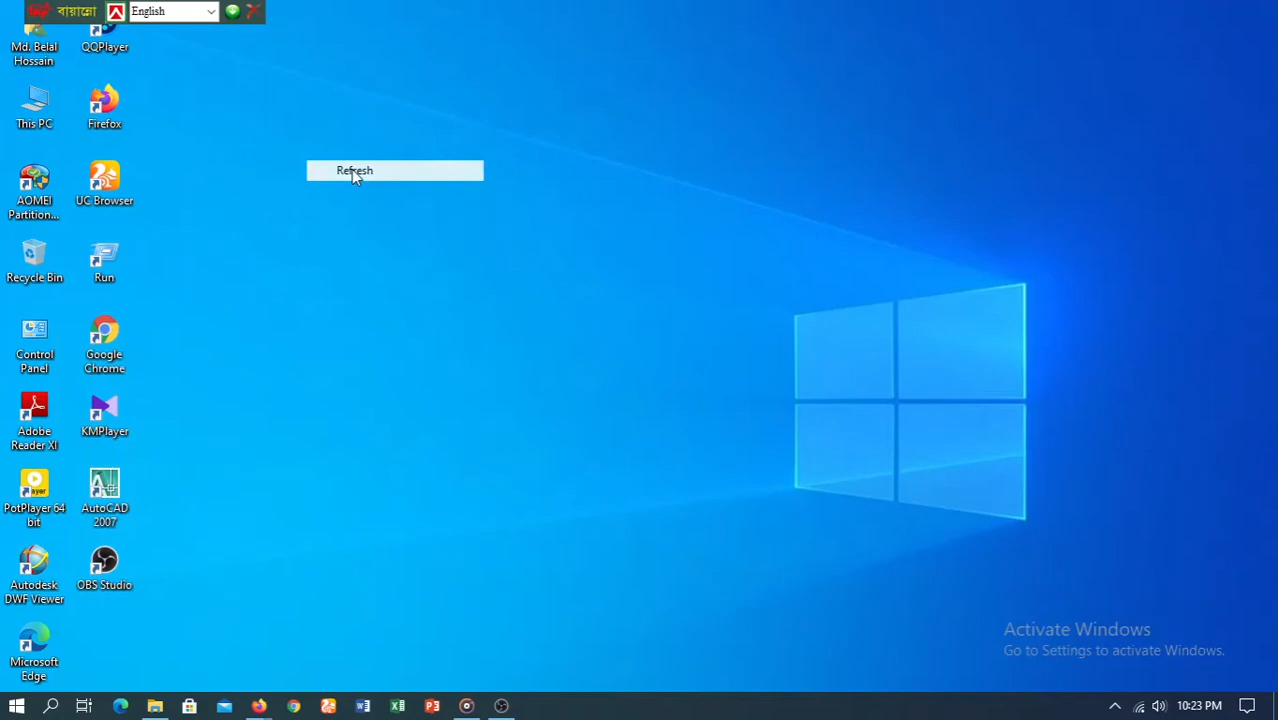 বায়ান্নো
English
Md. Belal
Hossain
QQPlayer
This PC
Firefox
Refresh
AOMEI
Partition...
UC Browser
Recycle Bin
Run
Control
Panel
Google
Chrome
Adobe
Reader XI
KMPlayer
PotPlayer 64
bit
AutoCAD
2007
Autodesk
DWF Viewer
OBS Studio
Microsoft
Edge
Activate Windows
Go to Settings to activate Windows.
10:23 PM